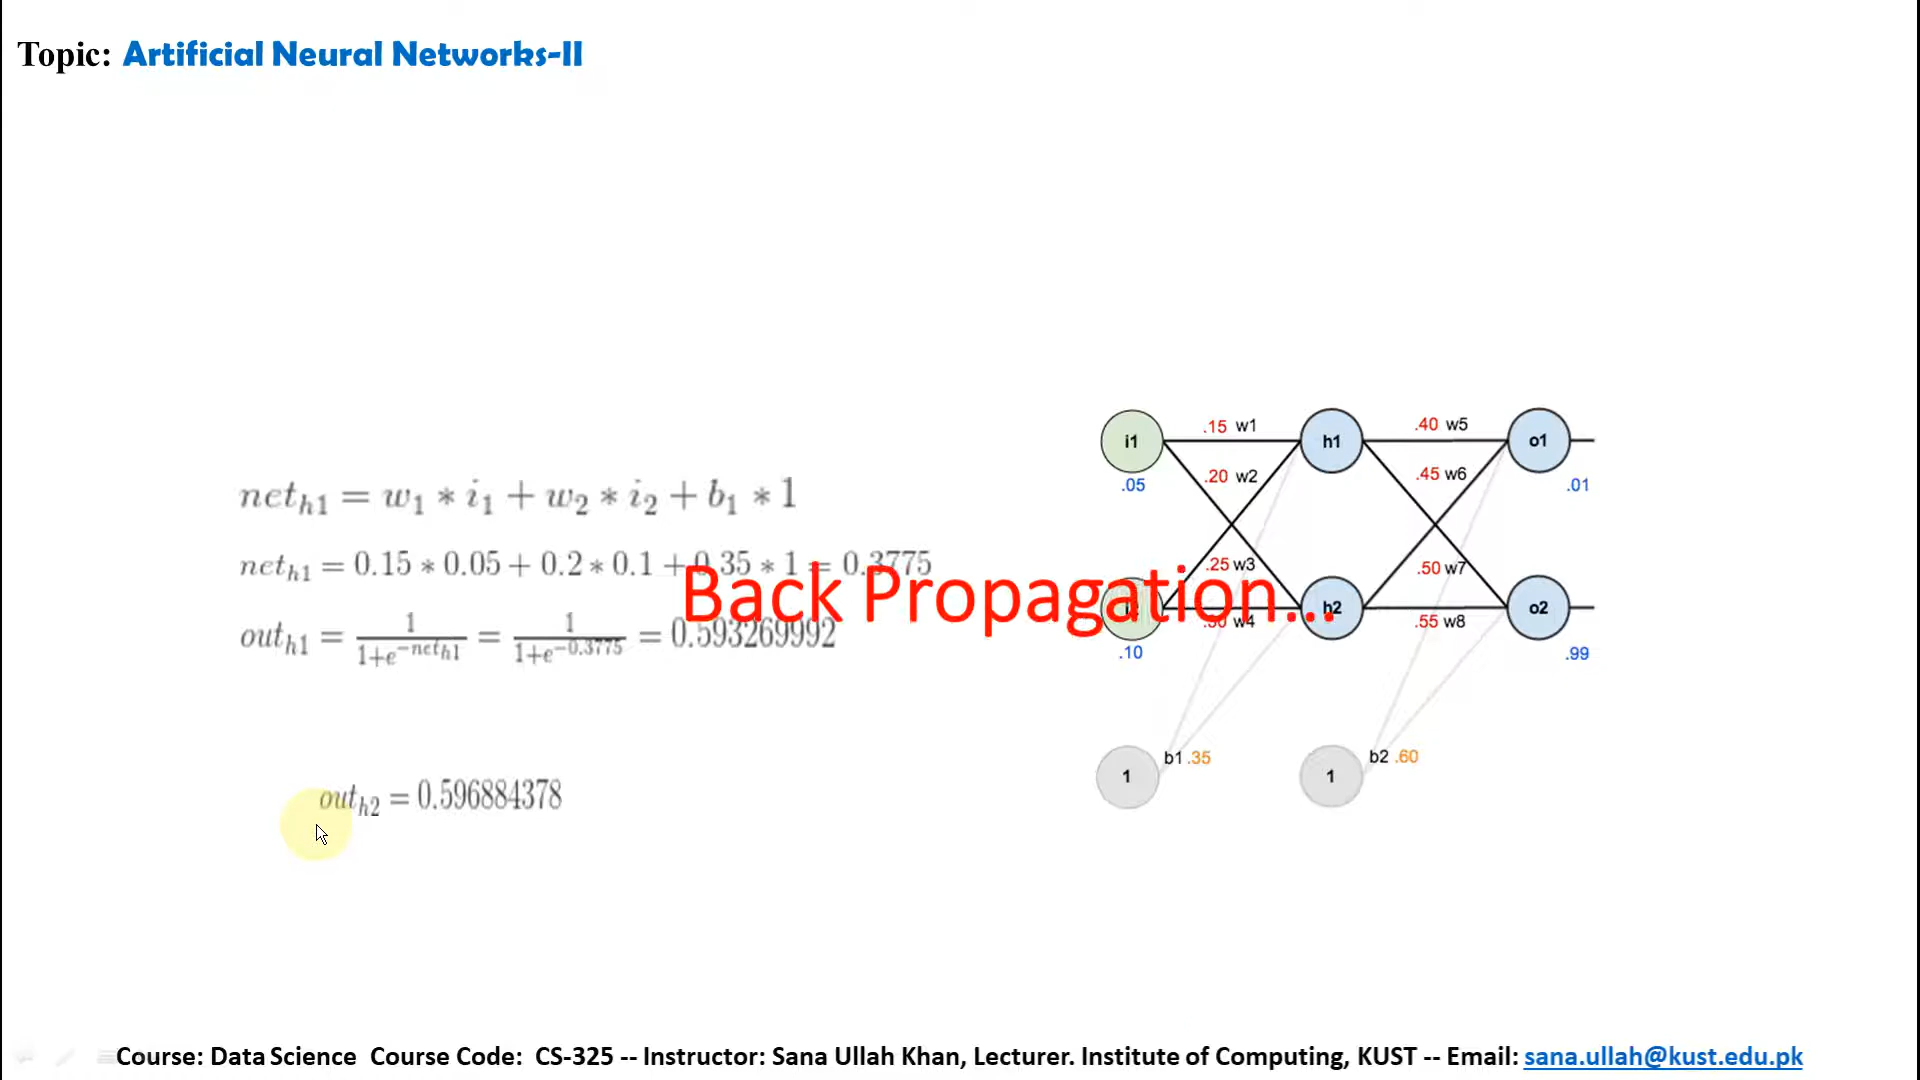 Topic: Artificial Neural Networks-II
net_h1 = w_1 * i_1 + w_2 * i_2 + b_1 * 1
net_h1 = 0.15 * 0.05 + 0.2 * 0.1 + 0.35 * 1 = 0.3775
out_h1 = 1/(1+e^{-net_h1}) = 1/(1+e^{-0.3775}) = 0.593269992
out_h2 = 0.596884378
Back Propagation...
i1 .15 w1 h1 .40 w5 o1
.05 .20 w2 .45 w6 .01
.25 w3 .50 w7
w4 h2 .55 w8 o2
.10 .99
1 b1 .35 1 b2 .60
Course: Data Science Course Code: CS-325 -- Instructor: Sana Ullah Khan, Lecturer. Institute of Computing, KUST -- Email: sana.ullah@kust.edu.pk